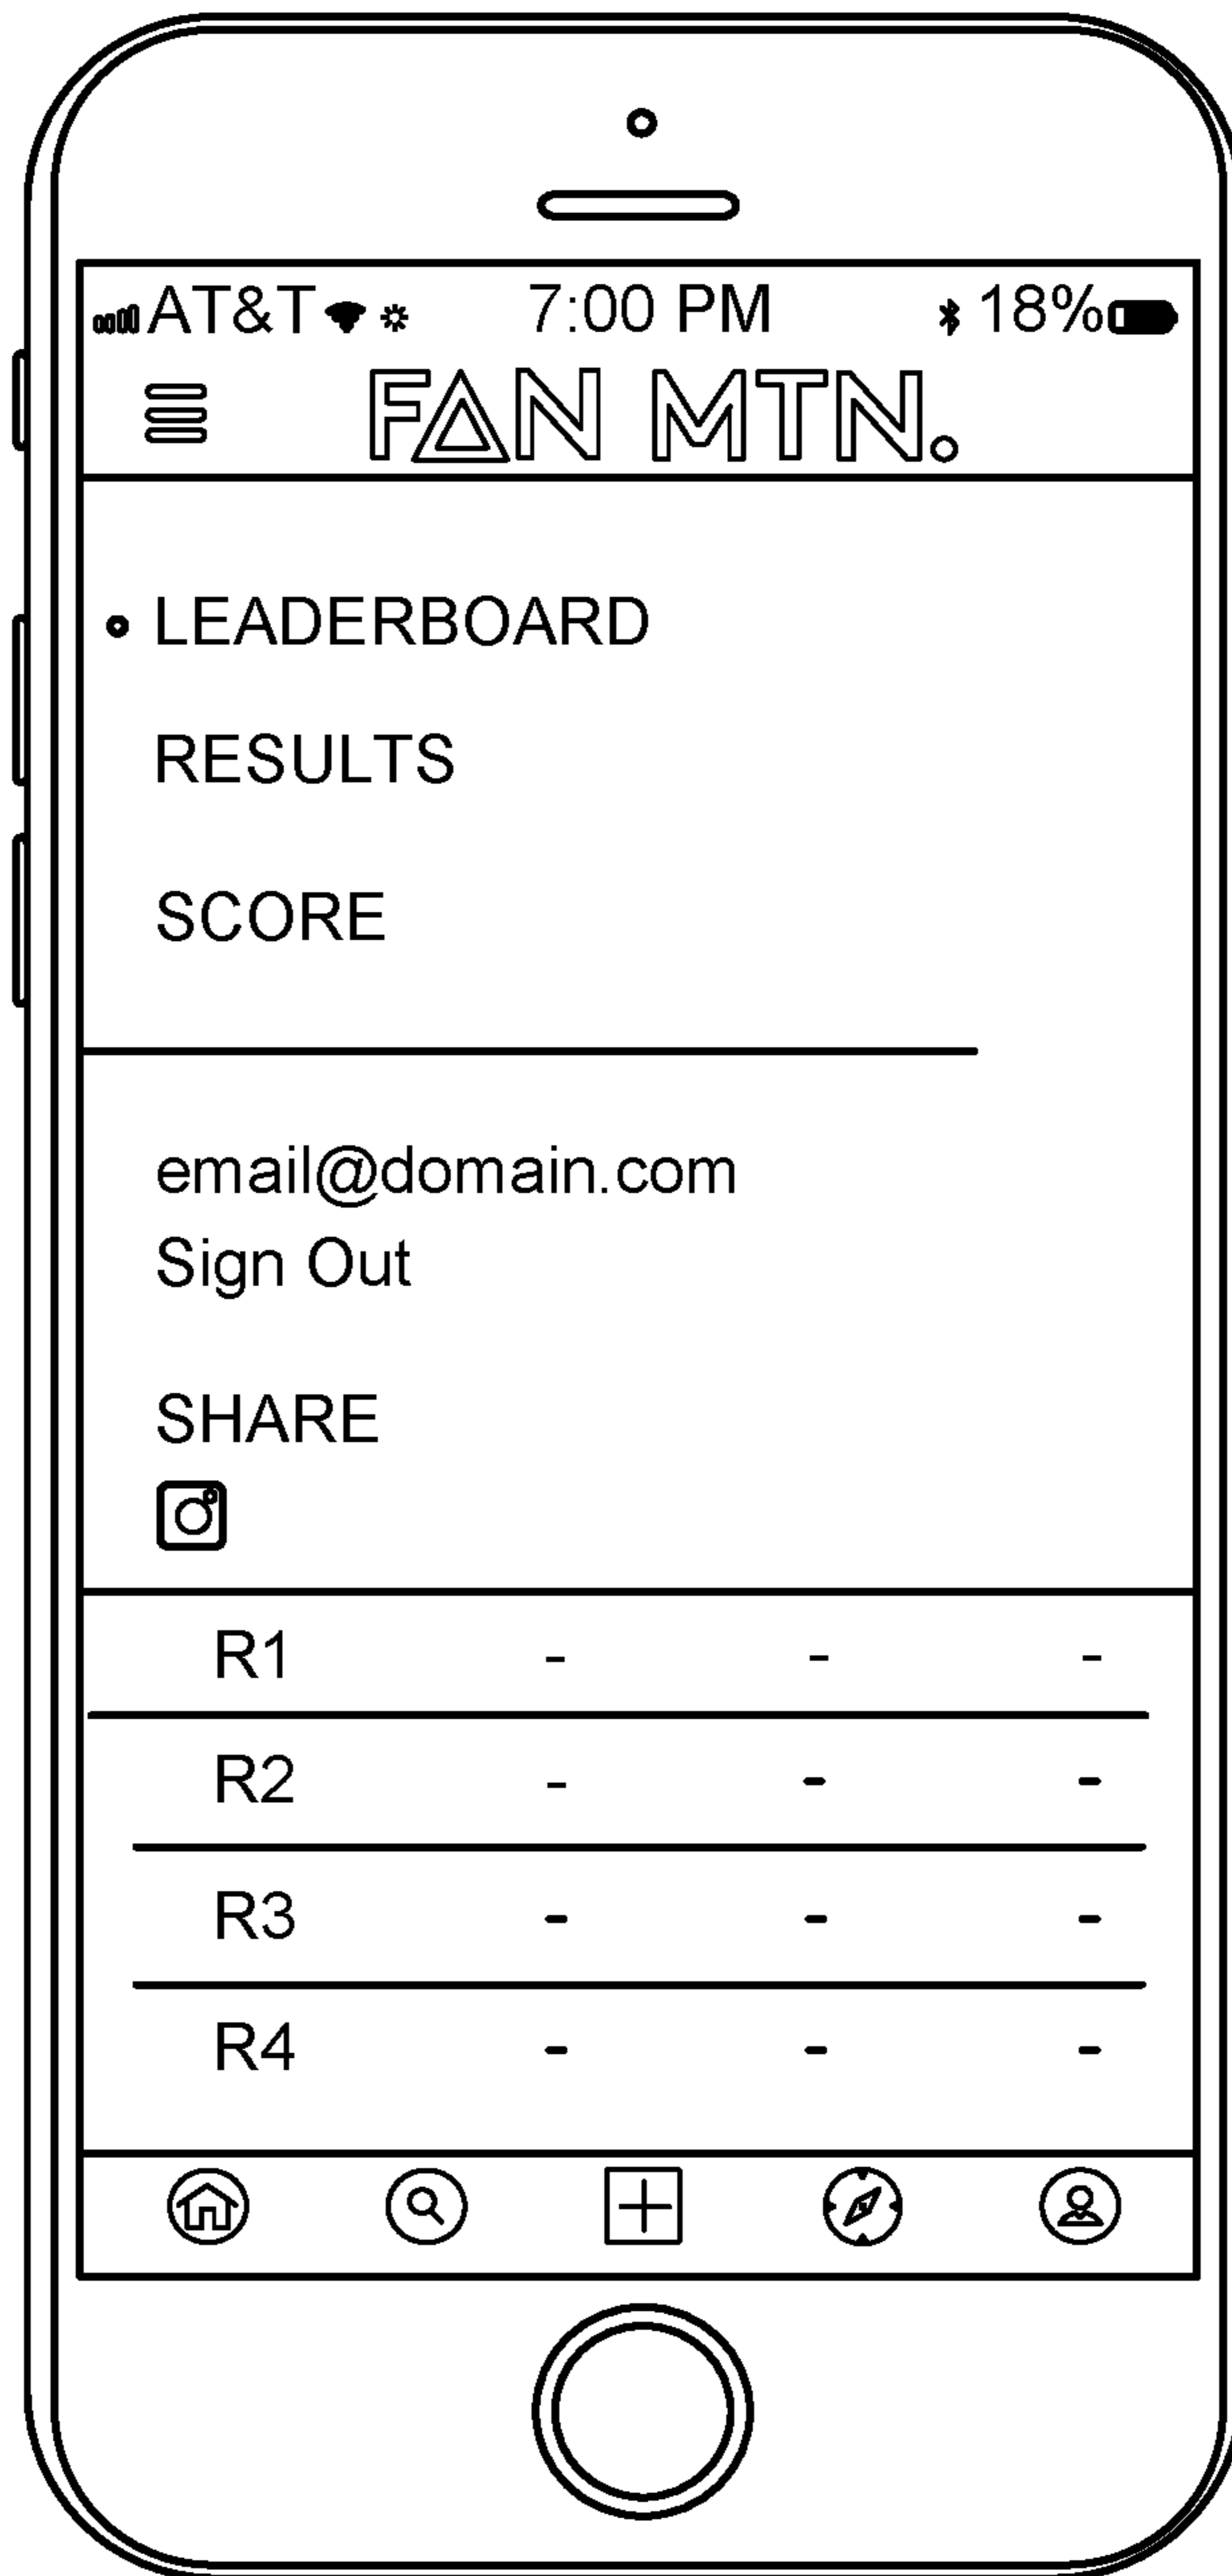 AT&T 7:00 PM 18%
FAN MTN.
LEADERBOARD
RESULTS
SCORE
email@domain.com
Sign Out
SHARE
R1 - - -
R2 - - -
R3 - - -
R4 - - -